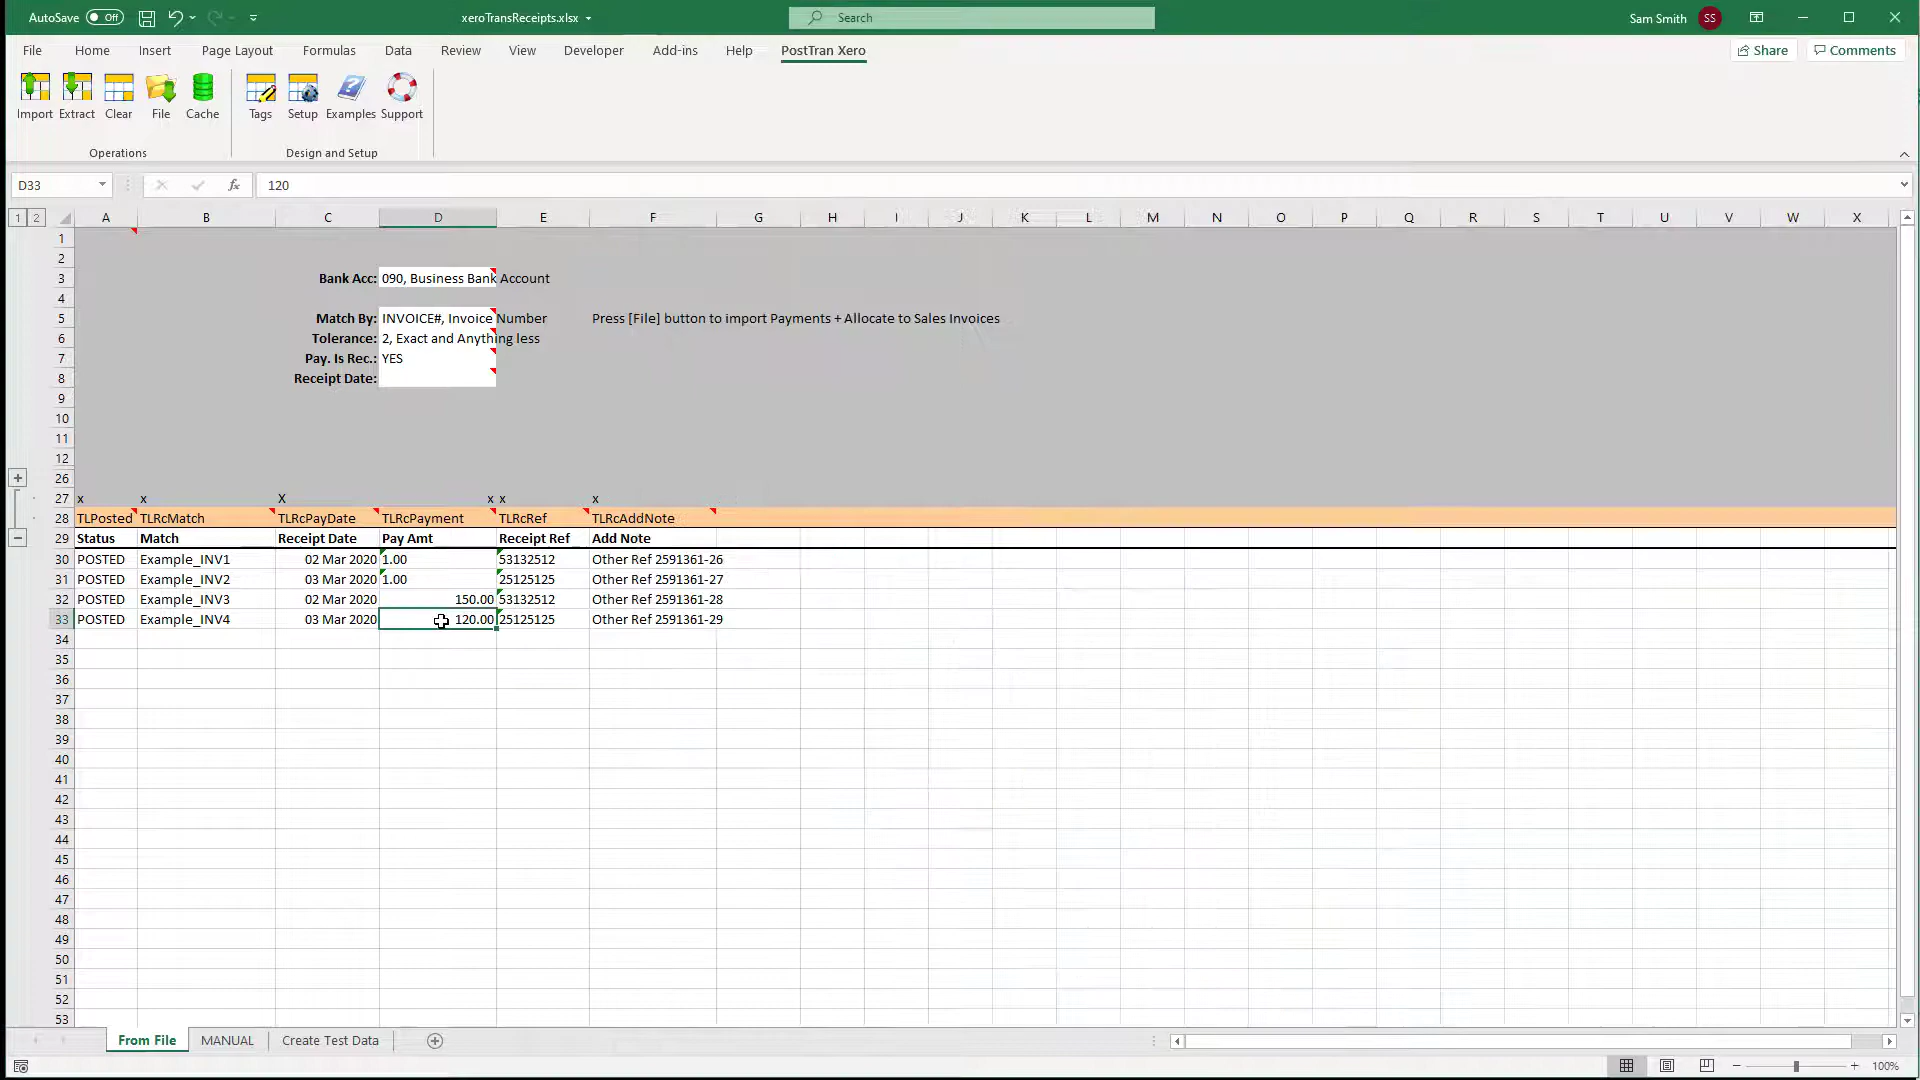 AutoSave Off xeroTransReceipts.xlsx Search Sam Smith SS
File Home Insert Page Layout Formulas Data Review View Developer Add-ins Help PostTran Xero Share Comments
Import Extract Clear File Cache Tags Setup Examples Support
Operations Design and Setup
D33 fx 120
1 2 A B C D E F G H I J K L M N O P Q R S T U V W X
1
2
3 Bank Acc: 090, Business Bank Account
4
5 Match By: INVOICE#, Invoice Number Press [File] button to import Payments + Allocate to Sales Invoices
6 Tolerance: 2, Exact and Anything less
7 Pay. Is Rec.: YES
8 Receipt Date:
9
10
11
12
26
27 x x X x x x
28 TLPosted TLRcMatch TLRcPayDate TLRcPayment TLRcRef TLRcAddNote
29 Status Match Receipt Date Pay Amt Receipt Ref Add Note
30 POSTED Example_INV1 02 Mar 2020 1.00 53132512 Other Ref 2591361-26
31 POSTED Example_INV2 03 Mar 2020 1.00 25125125 Other Ref 2591361-27
32 POSTED Example_INV3 02 Mar 2020 150.00 53132512 Other Ref 2591361-28
33 POSTED Example_INV4 03 Mar 2020 120.00 25125125 Other Ref 2591361-29
34
35
36
37
38
39
40
41
42
43
44
45
46
47
48
49
50
51
52
53
From File MANUAL Create Test Data
100%